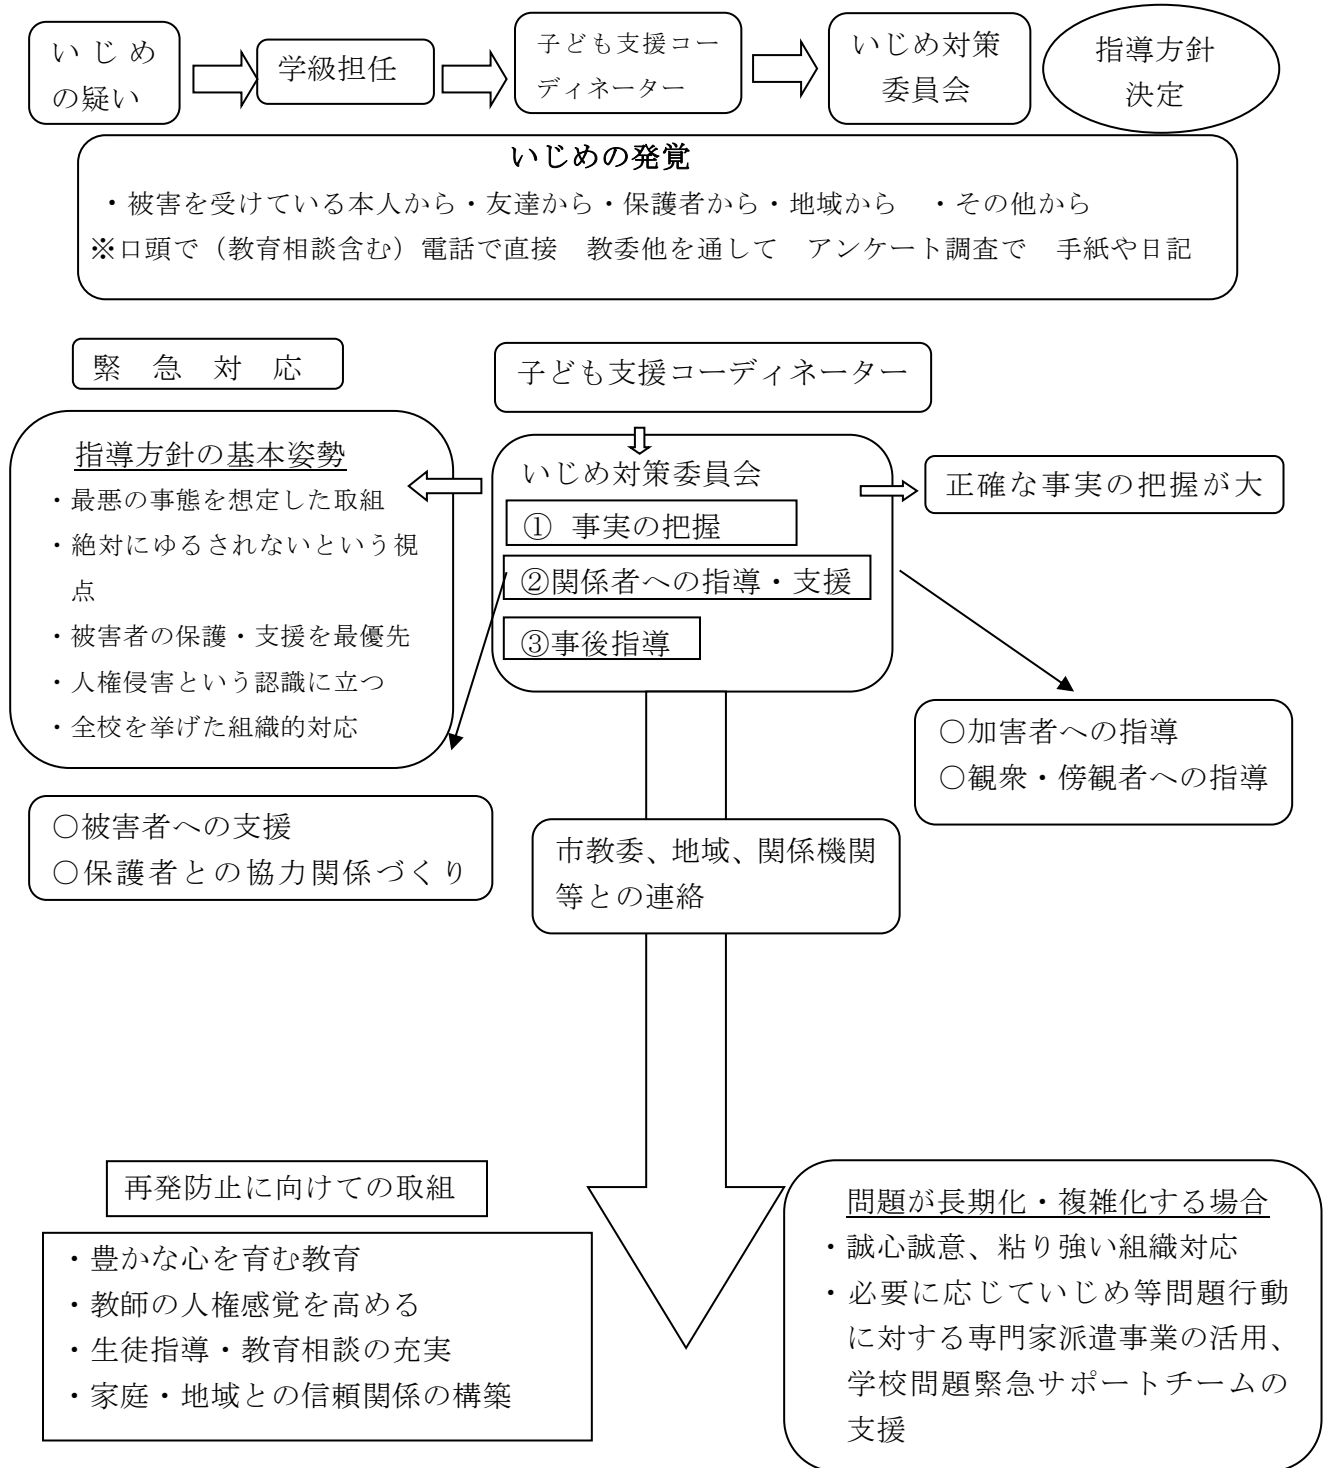 いじめ
の疑い
学級担任
子ども支援コー
ディネーター
いじめ対策
委員会
指導方針
決定
いじめの発覚
・被害を受けている本人から・友達から・保護者から・地域から　・その他から
※口頭で（教育相談含む）電話で直接　教委他を通して　アンケート調査で　手紙や日記
緊　急　対　応
子ども支援コーディネーター
指導方針の基本姿勢
・最悪の事態を想定した取組
・絶対にゆるされないという視
点
・被害者の保護・支援を最優先
・人権侵害という認識に立つ
・全校を挙げた組織的対応
いじめ対策委員会
①　事実の把握
②関係者への指導・支援
③事後指導
正確な事実の把握が大
〇加害者への指導
〇観衆・傍観者への指導
〇被害者への支援
〇保護者との協力関係づくり
市教委、地域、関係機関
等との連絡
再発防止に向けての取組
・豊かな心を育む教育
・教師の人権感覚を高める
・生徒指導・教育相談の充実
・家庭・地域との信頼関係の構築
問題が長期化・複雑化する場合
・誠心誠意、粘り強い組織対応
・必要に応じていじめ等問題行動
に対する専門家派遣事業の活用、
学校問題緊急サポートチームの
支援